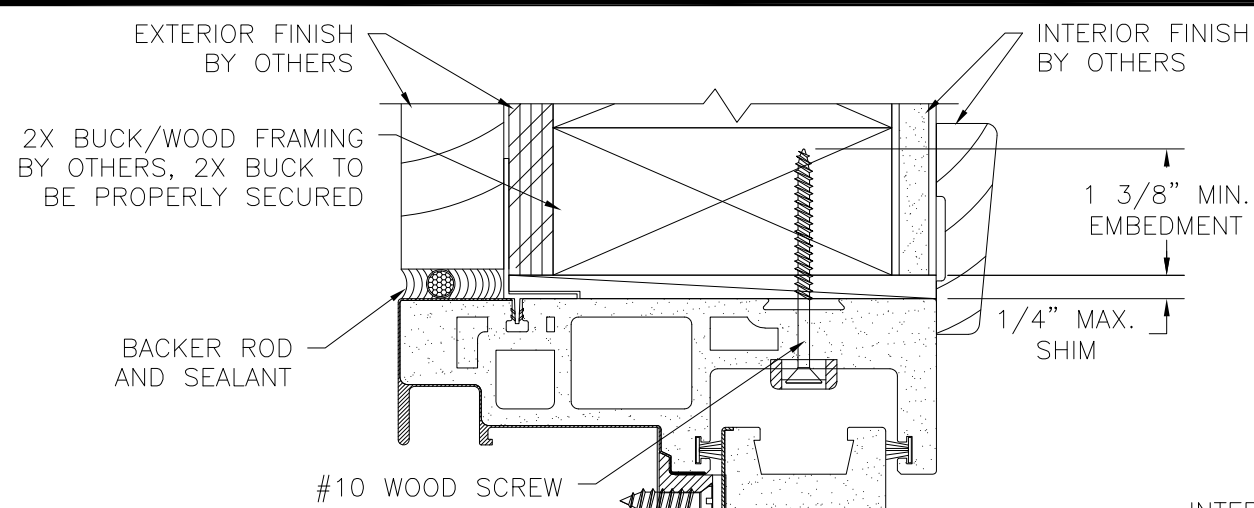 EXTERIOR FINISH
BY OTHERS
INTERIOR FINISH
BY OTHERS
2X BUCK/WOOD FRAMING
BY OTHERS, 2X BUCK TO
BE PROPERLY SECURED
1 3/8" MIN.
EMBEDMENT
1/4" MAX.
SHIM
BACKER ROD
AND SEALANT
#10 WOOD SCREW